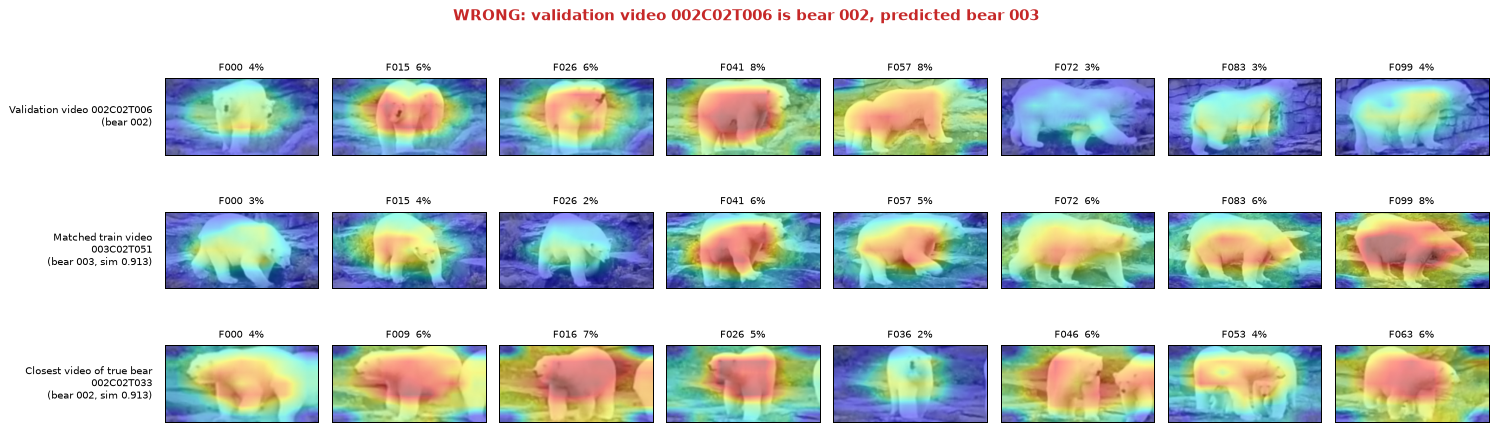 WRONG: validation video 002C02T006 is bear 002, predicted bear 003
F000 4% F015 6% F026 6% F041 8% F057 8% F072 3% F083 3% F099 4%
Validation video 002C02T006
(bear 002)
F000 3% F015 4% F026 2% F041 6% F057 5% F072 6% F083 6% F099 8%
Matched train video
003C02T051
(bear 003, sim 0.913)
F000 4% F009 6% F016 7% F026 5% F036 2% F046 6% F053 4% F063 6%
Closest video of true bear
002C02T033
(bear 002, sim 0.913)